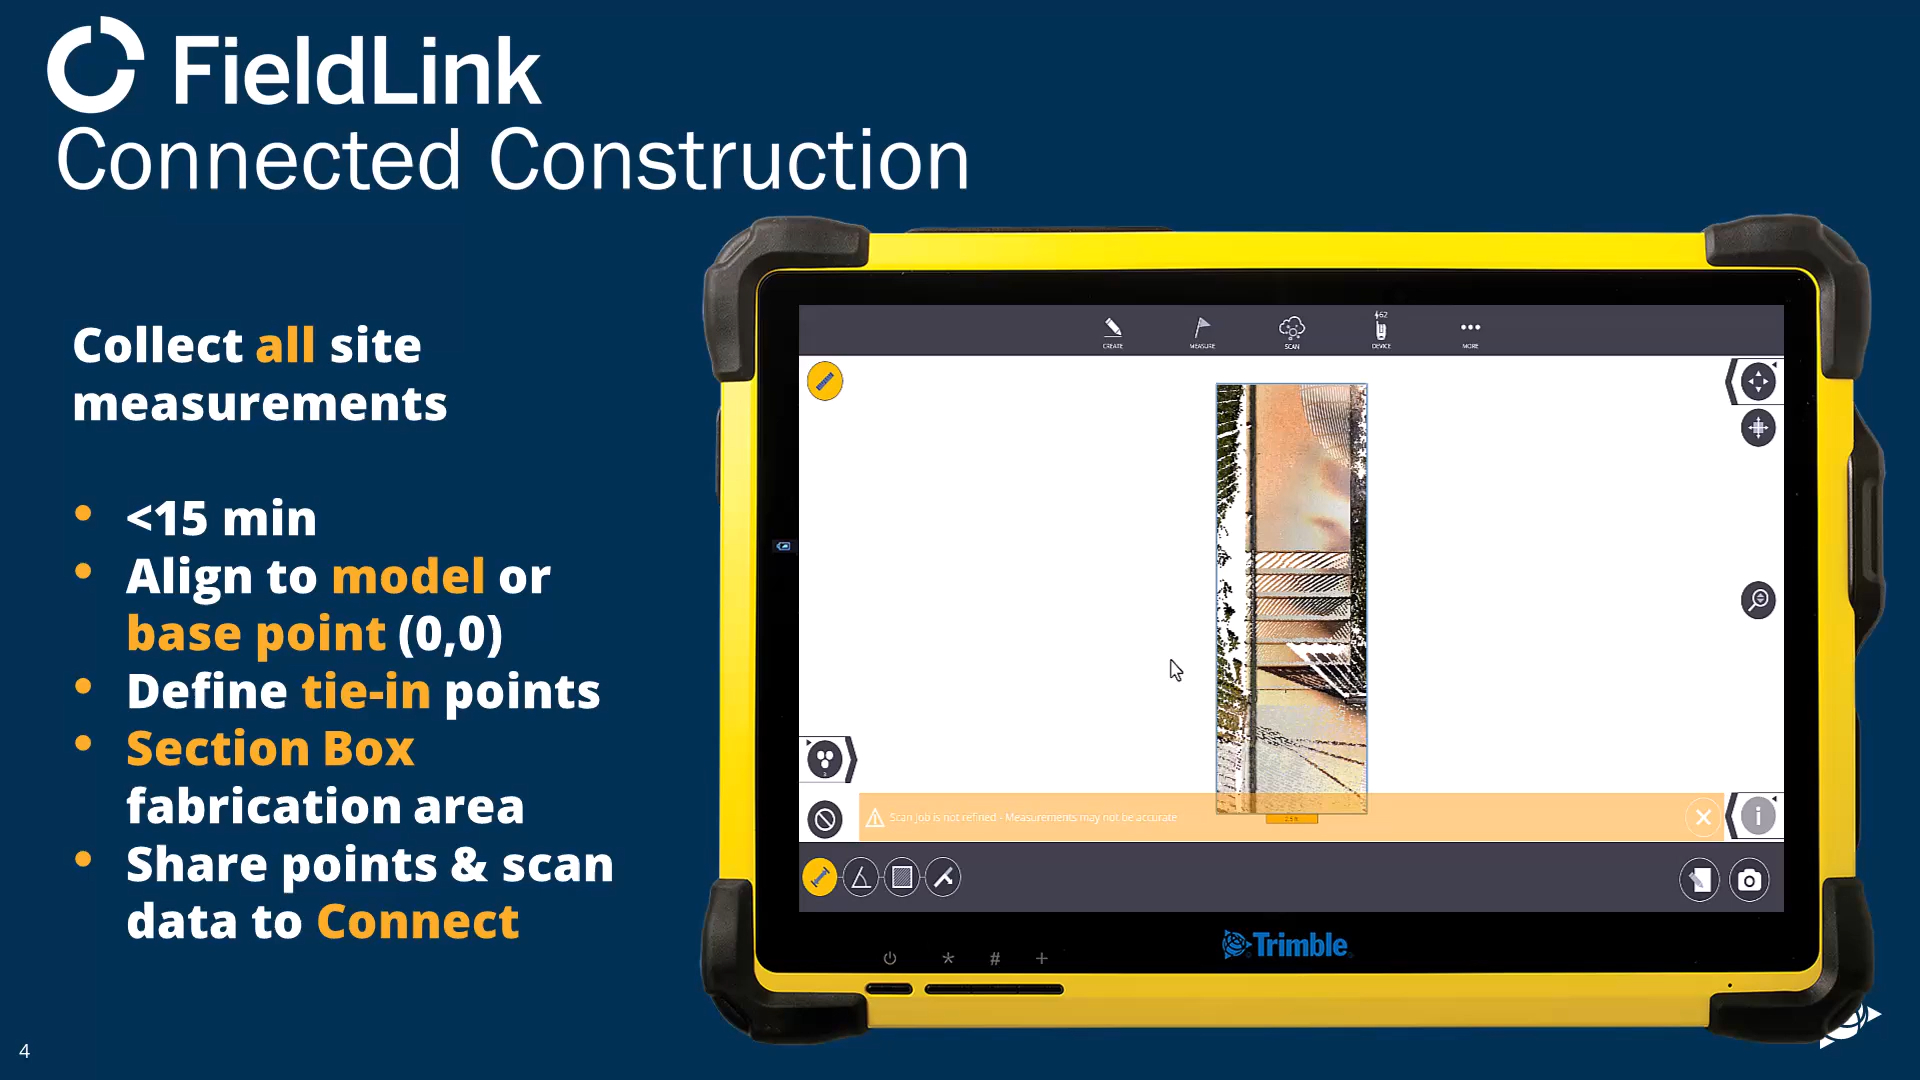 FieldLink
Connected Construction
Collect all site
measurements
• <15 min
• Align to model or
base point (0,0)
• Define tie-in points
• Section Box
fabrication area
• Share points & scan
data to Connect
62
CREATE
MEASURE
SCAN
DEVICE
MORE
Scan job is not refined - Measurements may not be accurate
Trimble
* # +
4